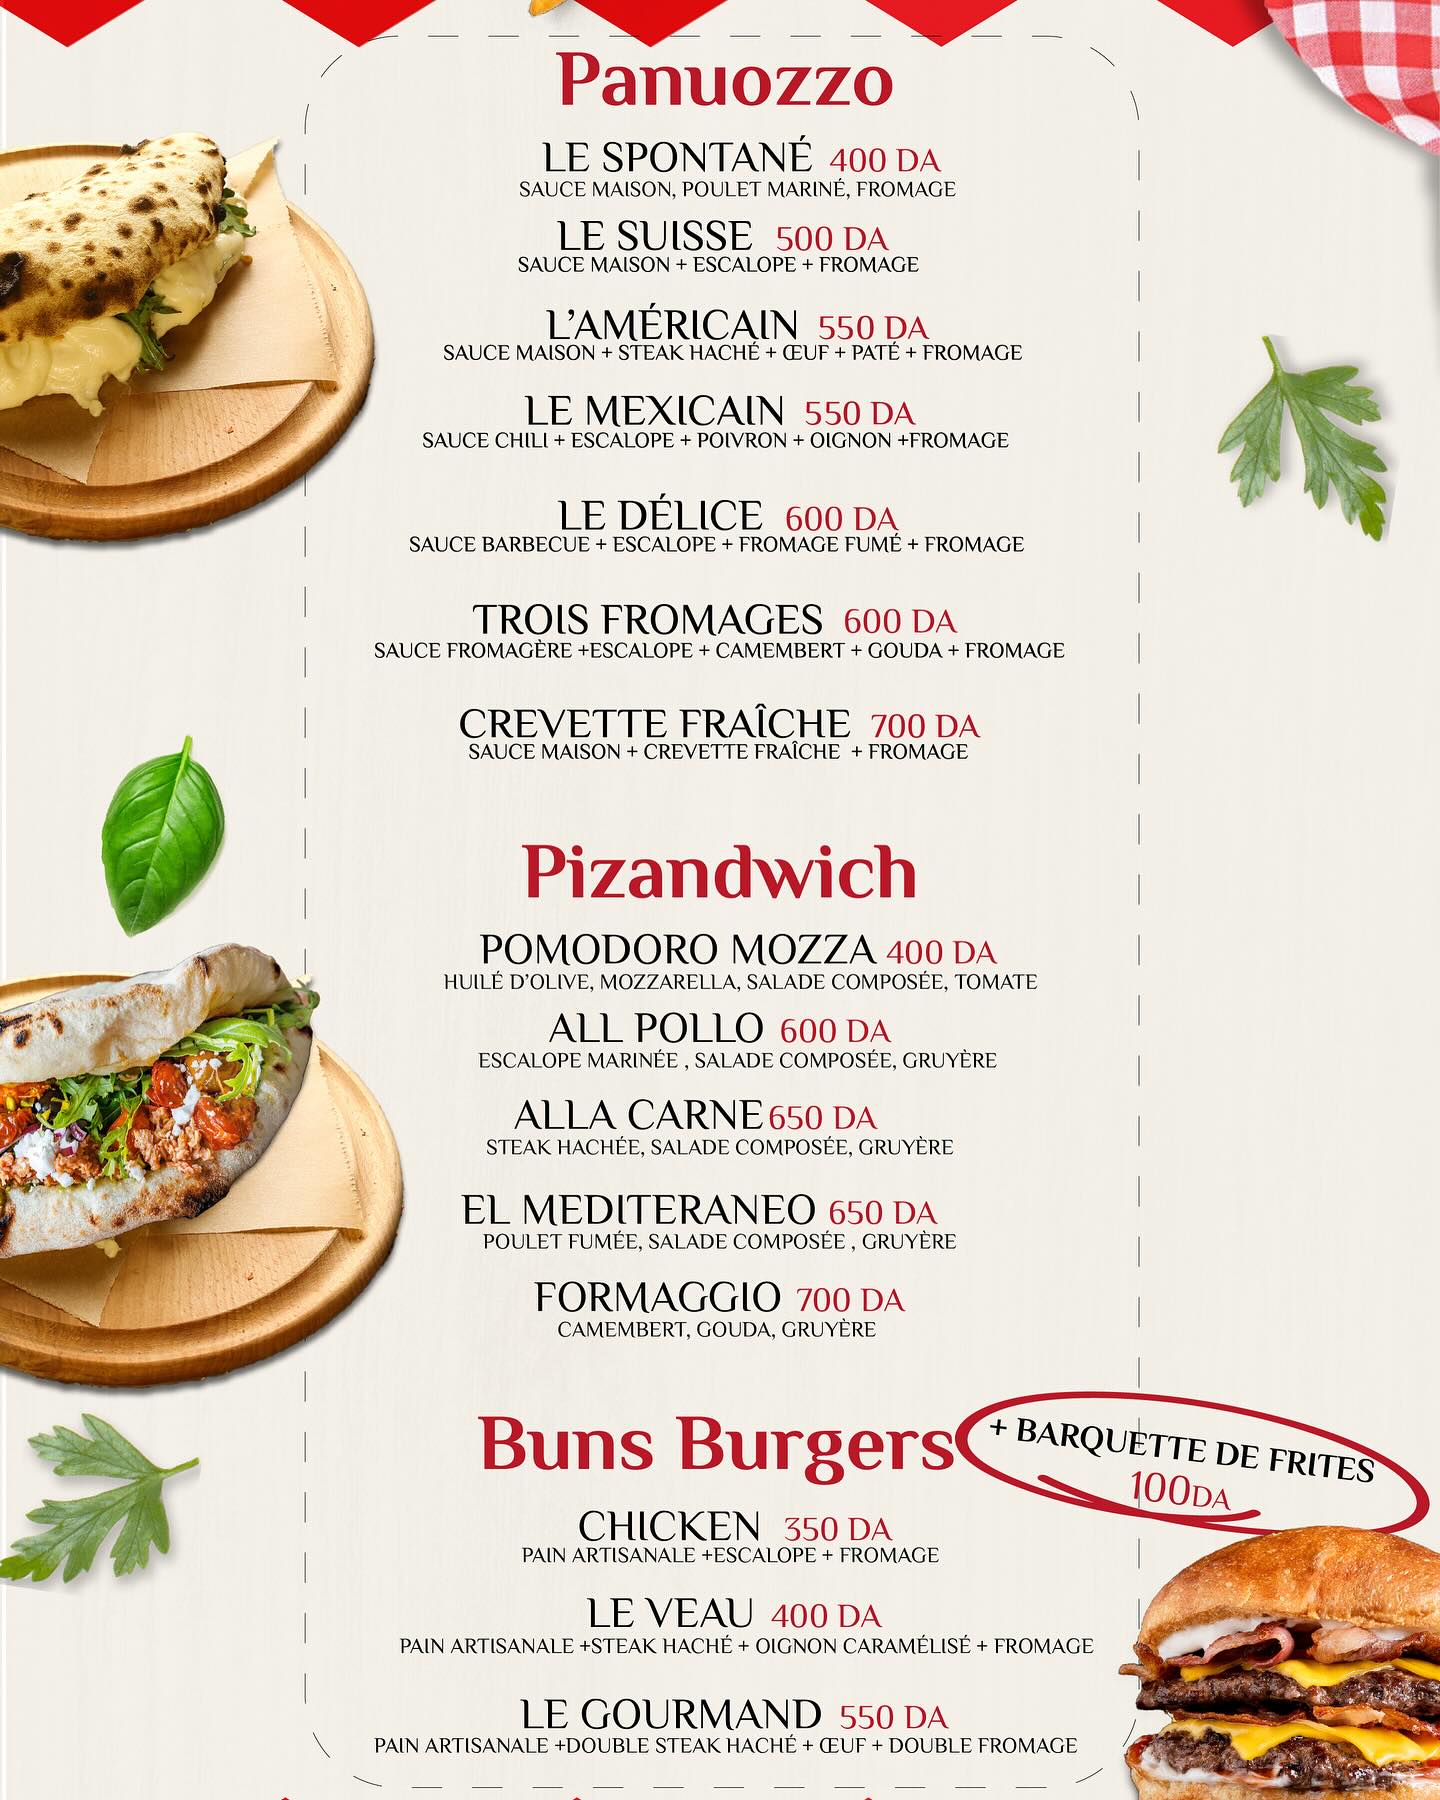 Panuozzo
LE SPONTANÉ 400 DA
SAUCE MAISON, POULET MARINÉ, FROMAGE
LE SUISSE 500 DA
SAUCE MAISON + ESCALOPE + FROMAGE
L'AMÉRICAIN 550 DA
SAUCE MAISON + STEAK HACHÉ + ŒUF + PATÉ + FROMAGE
LE MEXICAIN 550 DA
SAUCE CHILI + ESCALOPE + POIVRON + OIGNON +FROMAGE
LE DÉLICE 600 DA
SAUCE BARBECUE + ESCALOPE + FROMAGE FUMÉ + FROMAGE
TROIS FROMAGES 600 DA
SAUCE FROMAGÈRE +ESCALOPE + CAMEMBERT + GOUDA + FROMAGE
CREVETTE FRAÎCHE 700 DA
SAUCE MAISON + CREVETTE FRAÎCHE + FROMAGE
Pizandwich
POMODORO MOZZA 400 DA
HUILÉ D'OLIVE, MOZZARELLA, SALADE COMPOSÉE, TOMATE
ALL POLLO 600 DA
ESCALOPE MARINÉE , SALADE COMPOSÉE, GRUYÈRE
ALLA CARNE 650 DA
STEAK HACHÉE, SALADE COMPOSÉE, GRUYÈRE
EL MEDITERANEO 650 DA
POULET FUMÉE, SALADE COMPOSÉE , GRUYÈRE
FORMAGGIO 700 DA
CAMEMBERT, GOUDA, GRUYÈRE
Buns Burgers
+ BARQUETTE DE FRITES
100DA
CHICKEN 350 DA
PAIN ARTISANALE +ESCALOPE + FROMAGE
LE VEAU 400 DA
PAIN ARTISANALE +STEAK HACHÉ + OIGNON CARAMÉLISÉ + FROMAGE
LE GOURMAND 550 DA
PAIN ARTISANALE +DOUBLE STEAK HACHÉ + ŒUF + DOUBLE FROMAGE